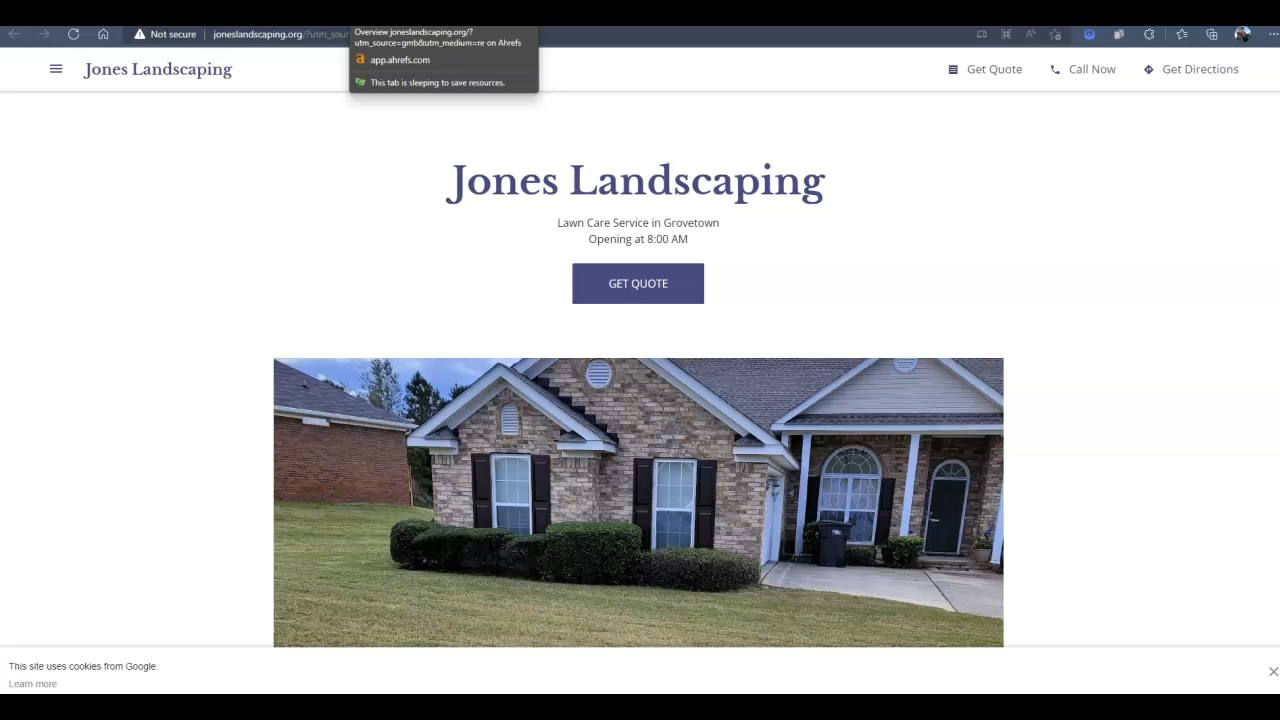 Not secure
joneslandscaping.org/?utm_sour
Overview joneslandscaping.org/?
utm_source=gmb&utm_medium=re on Ahrefs
app.ahrefs.com
This tab is sleeping to save resources.
Jones Landscaping
Get Quote
Call Now
Get Directions
Jones Landscaping
Lawn Care Service in Grovetown
Opening at 8:00 AM
GET QUOTE
This site uses cookies from Google.
Learn more